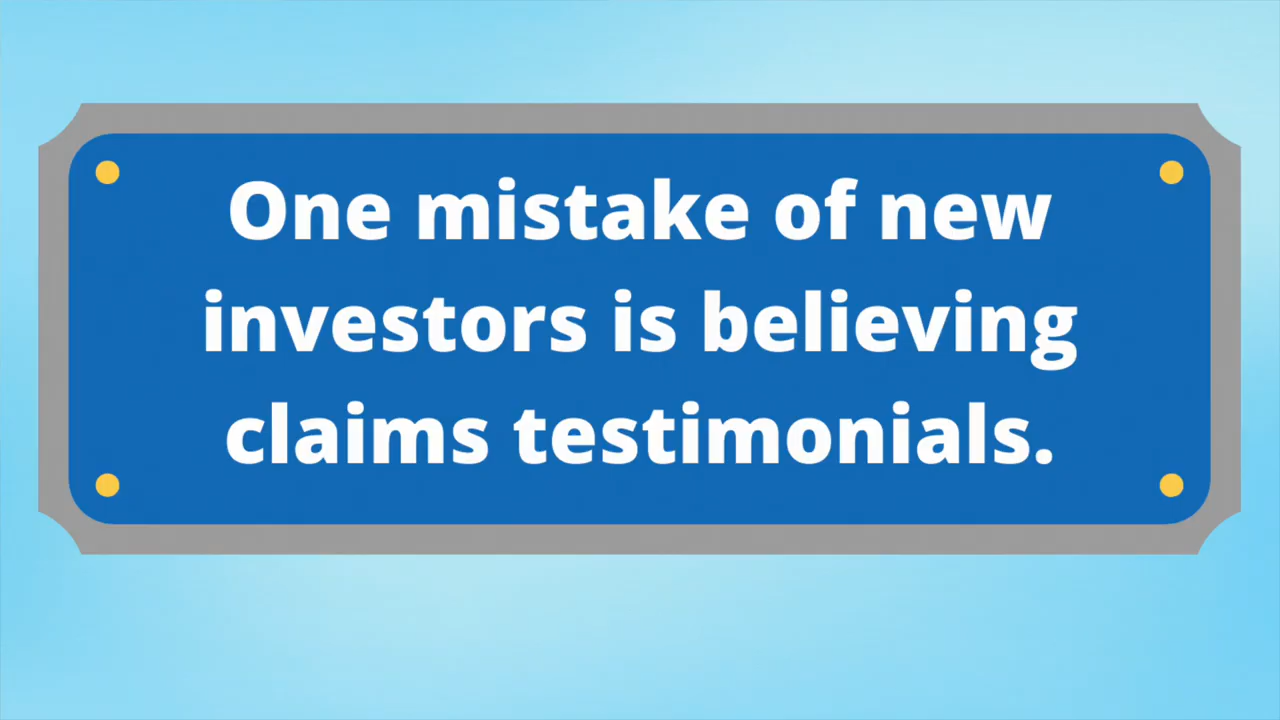 One mistake of new
investors is believing
claims testimonials.